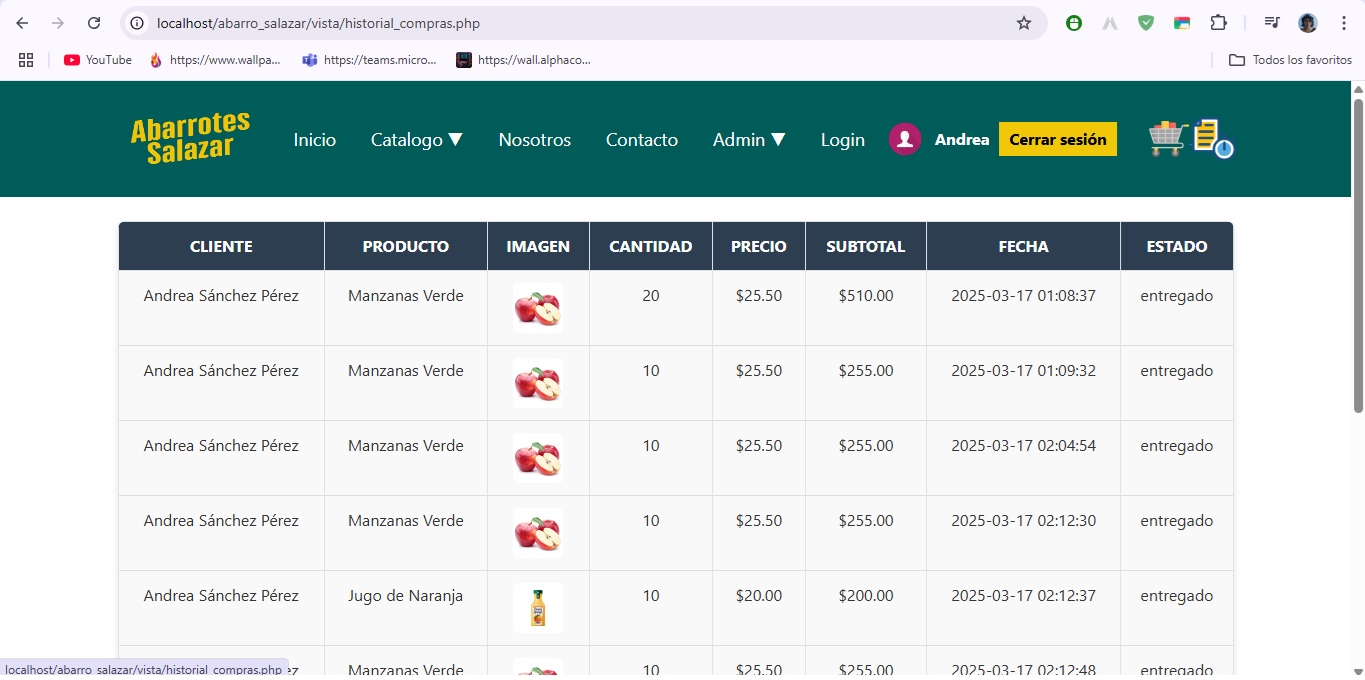 localhost/abarro_salazar/vista/historial_compras.php
YouTube https://www.wallpa... https://teams.micro... https://wall.alphaco... Todos los favoritos
Abarrotes
Salazar
Inicio Catalogo ▼ Nosotros Contacto Admin ▼ Login Andrea Cerrar sesión
CLIENTE PRODUCTO IMAGEN CANTIDAD PRECIO SUBTOTAL FECHA ESTADO
Andrea Sánchez Pérez Manzanas Verde 20 $25.50 $510.00 2025-03-17 01:08:37 entregado
Andrea Sánchez Pérez Manzanas Verde 10 $25.50 $255.00 2025-03-17 01:09:32 entregado
Andrea Sánchez Pérez Manzanas Verde 10 $25.50 $255.00 2025-03-17 02:04:54 entregado
Andrea Sánchez Pérez Manzanas Verde 10 $25.50 $255.00 2025-03-17 02:12:30 entregado
Andrea Sánchez Pérez Jugo de Naranja 10 $20.00 $200.00 2025-03-17 02:12:37 entregado
Manzanas Verde 10 $25.50 $255.00 2025-03-17 02:12:48 entregado
localhost/abarro_salazar/vista/historial_compras.php